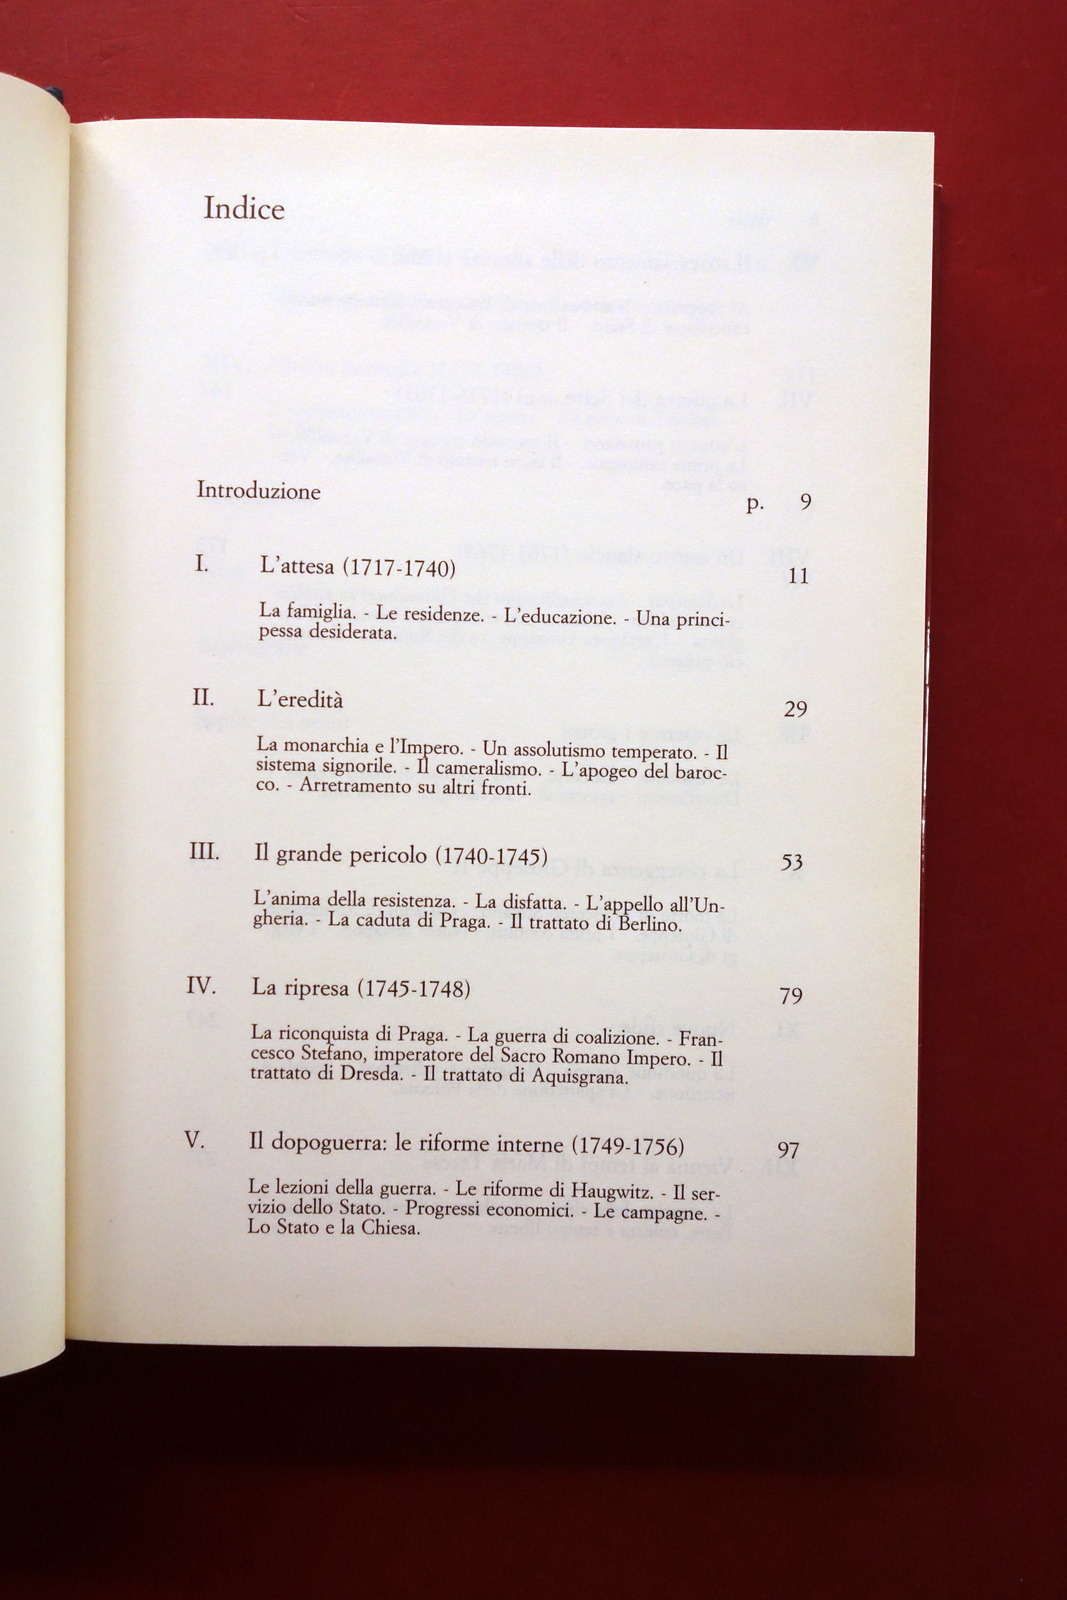 Indice
Introduzione p. 9
I. L'attesa (1717-1740) 11
La famiglia. - Le residenze. - L'educazione. - Una princi-
pessa desiderata.
II. L'eredità 29
La monarchia e l'Impero. - Un assolutismo temperato. - Il
sistema signorile. - Il cameralismo. - L'apogeo del baroc-
co. - Arretramento su altri fronti.
III. Il grande pericolo (1740-1745) 53
L'anima della resistenza. - La disfatta. - L'appello all'Un-
gheria. - La caduta di Praga. - Il trattato di Berlino.
IV. La ripresa (1745-1748) 79
La riconquista di Praga. - La guerra di coalizione. - Fran-
cesco Stefano, imperatore del Sacro Romano Impero. - Il
trattato di Dresda. - Il trattato di Aquisgrana.
V. Il dopoguerra: le riforme interne (1749-1756) 97
Le lezioni della guerra. - Le riforme di Haugwitz. - Il ser-
vizio dello Stato. - Progressi economici. - Le campagne. -
Lo Stato e la Chiesa.